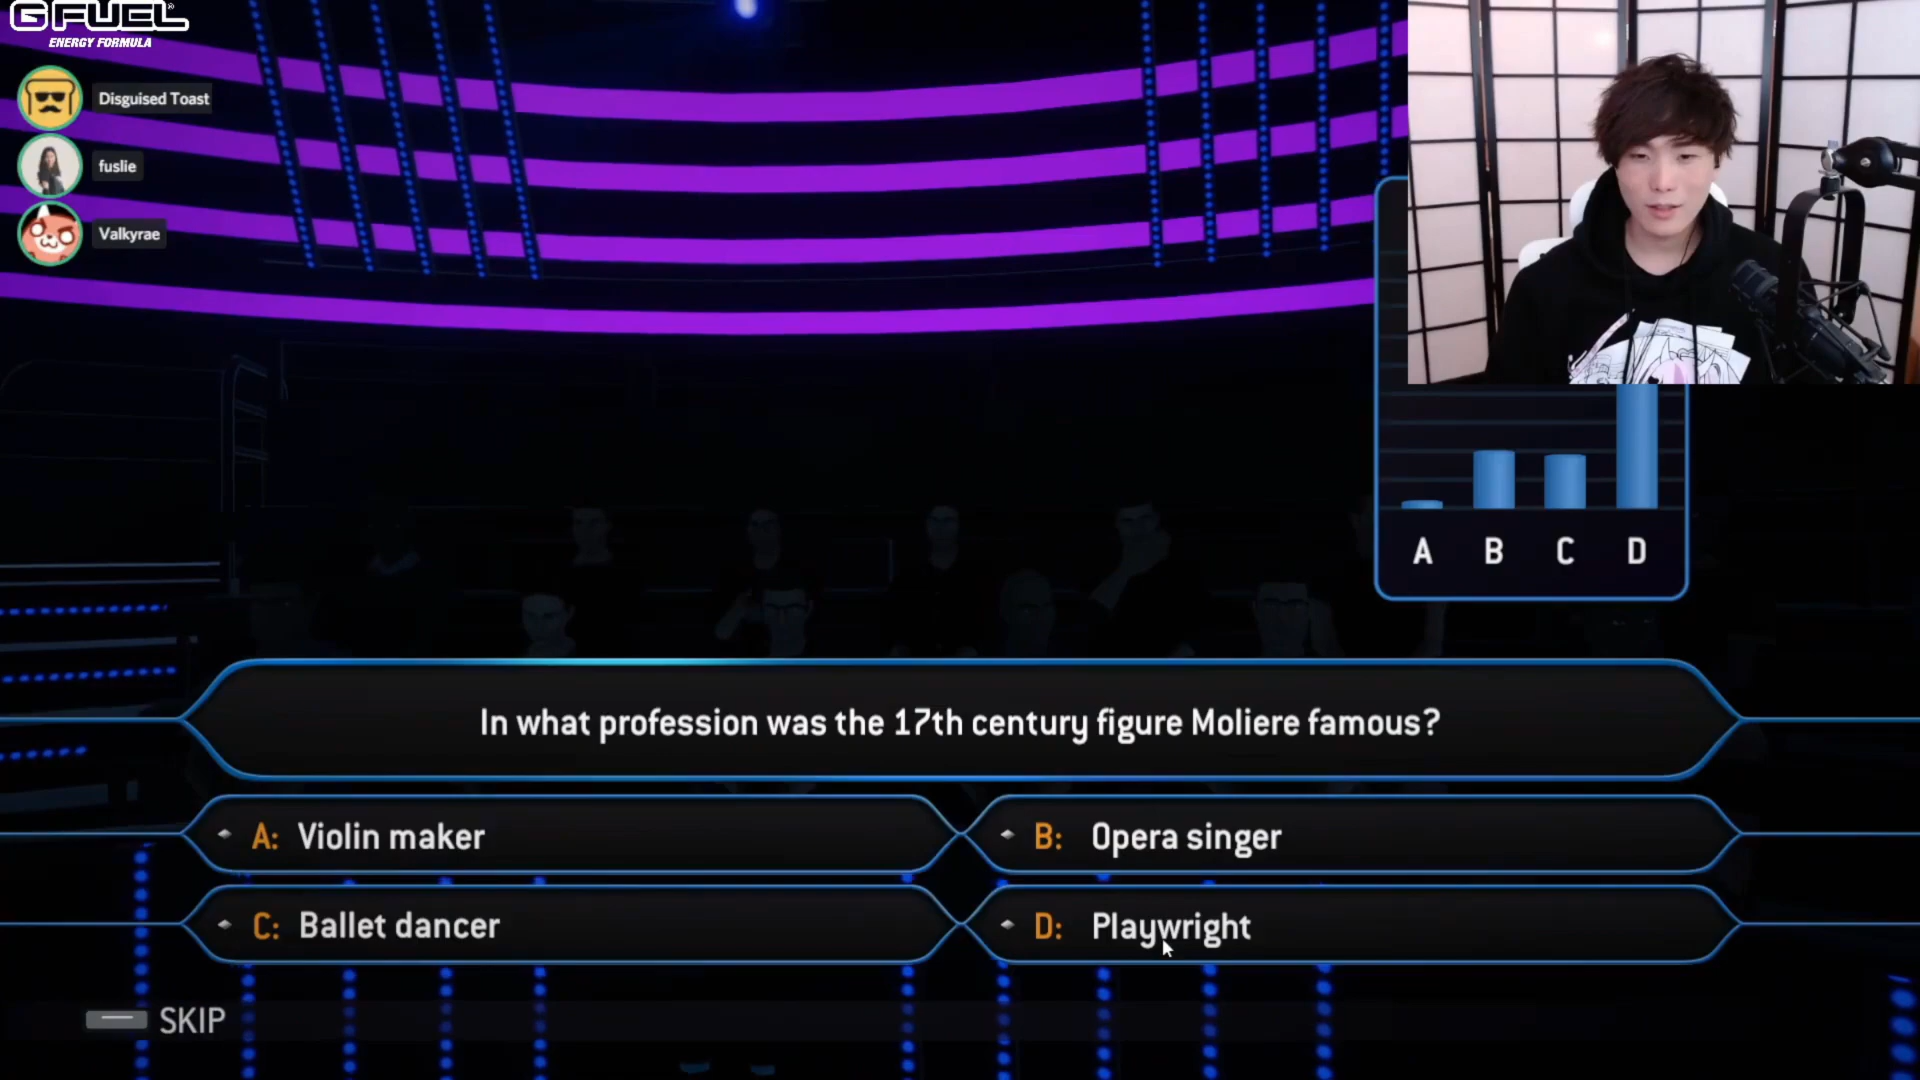 G FUEL
ENERGY FORMULA
Disguised Toast
fuslie
Valkyrae
A B C D
In what profession was the 17th century figure Moliere famous?
A: Violin maker
B: Opera singer
C: Ballet dancer
D: Playwright
SKIP